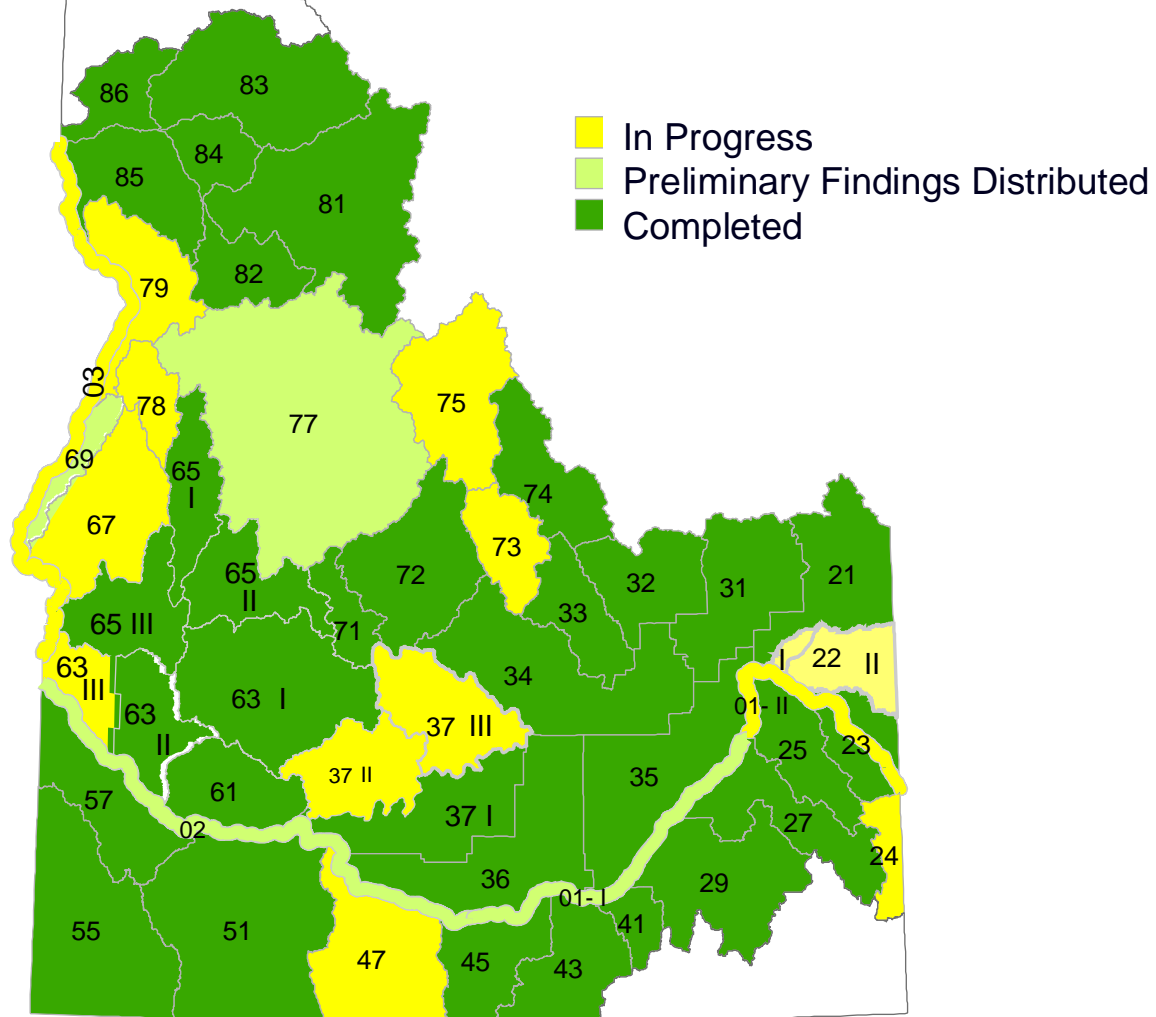 83
86
In Progress
84
85
Preliminary Findings Distributed
81
Completed
82
79
03
78
75
77
69
65
I
74
67
73
65
II
72
32
31
21
33
65 III
71
63
III
I
22
II
34
63
II
63 I
01- II
37 III
23
25
37 II
35
61
57
37 I
02
27
24
36
29
01- I
41
55
51
47
45
43